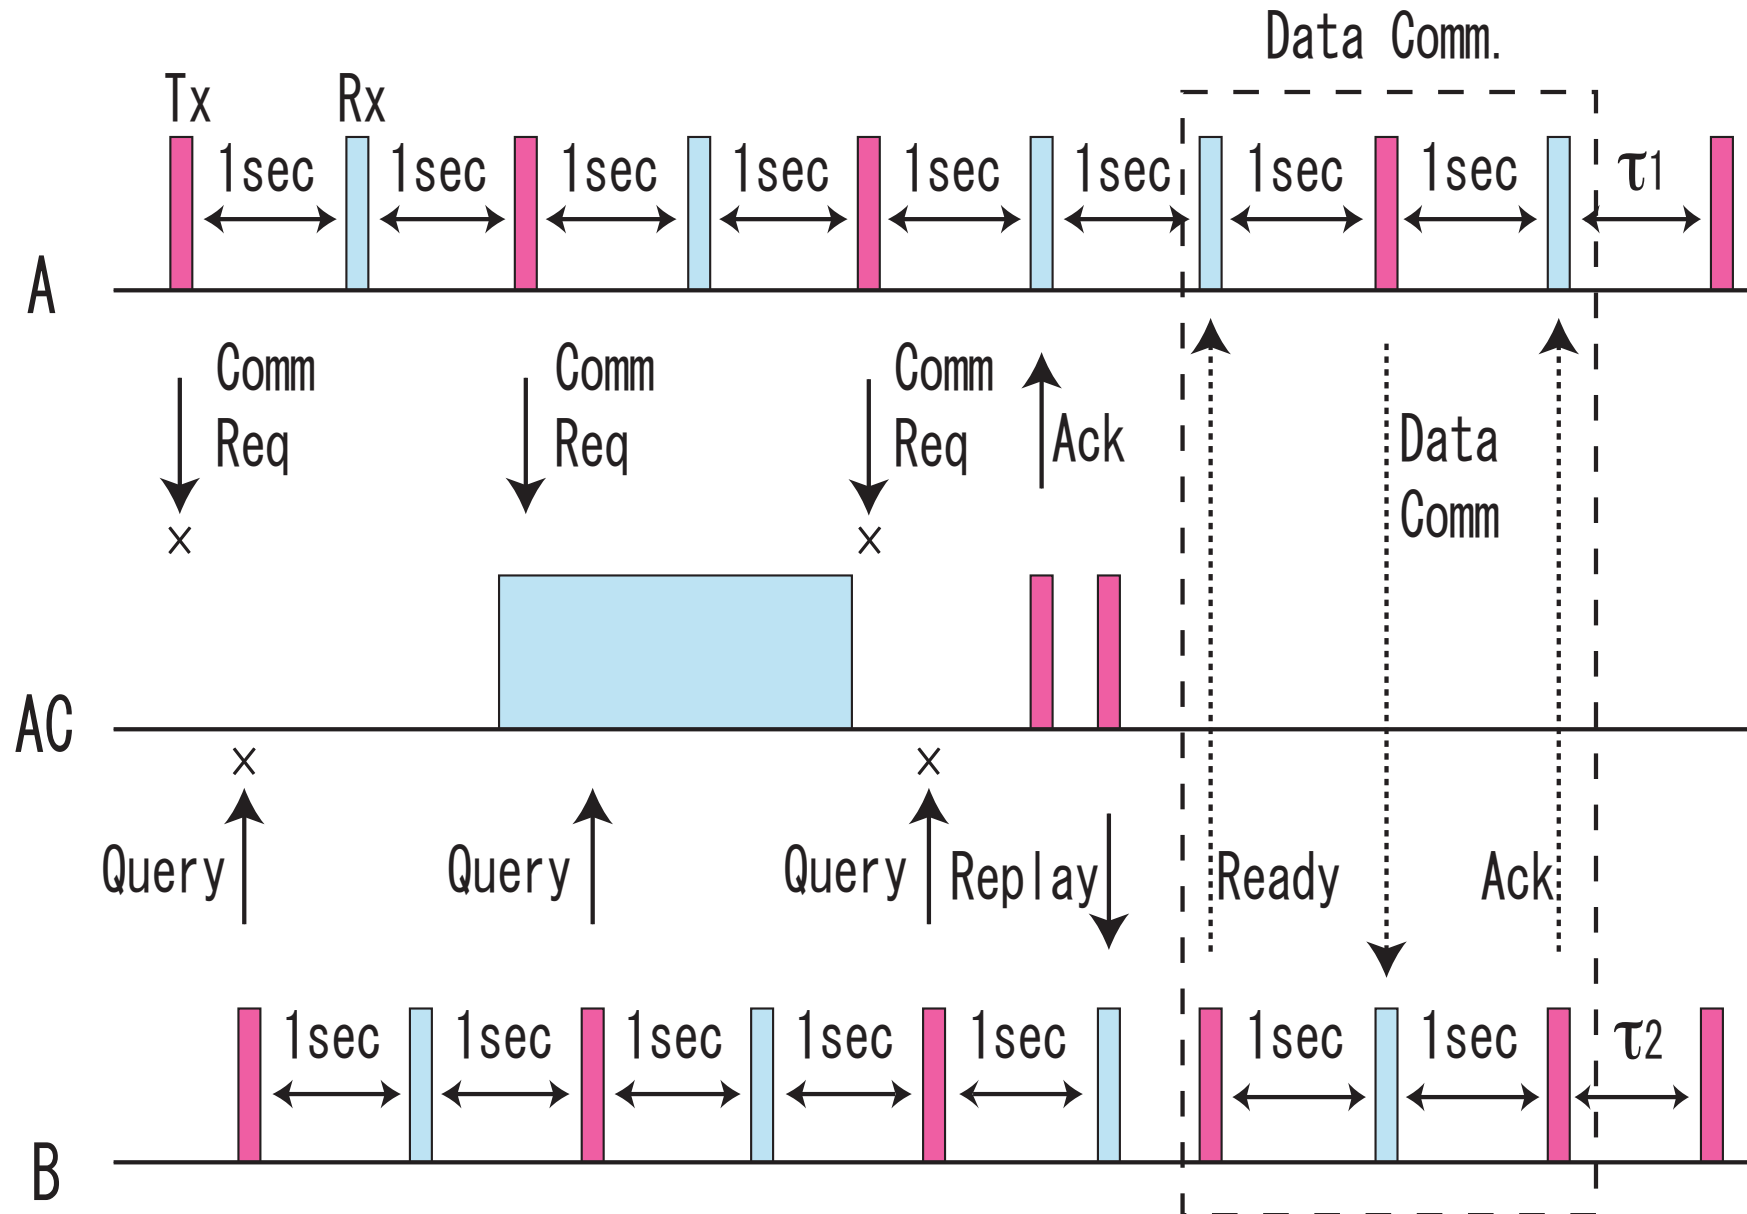 Data Comm.
Tx
Rx
1sec
1sec
1sec
1sec
1sec
1sec
1sec
1sec
τ1
A
Comm
Req
Comm
Req
Comm
Req
Ack
Data
Comm
×
×
AC
×
×
Query
Query
Query
Replay
Ready
Ack
1sec
1sec
1sec
1sec
1sec
1sec
1sec
τ2
B